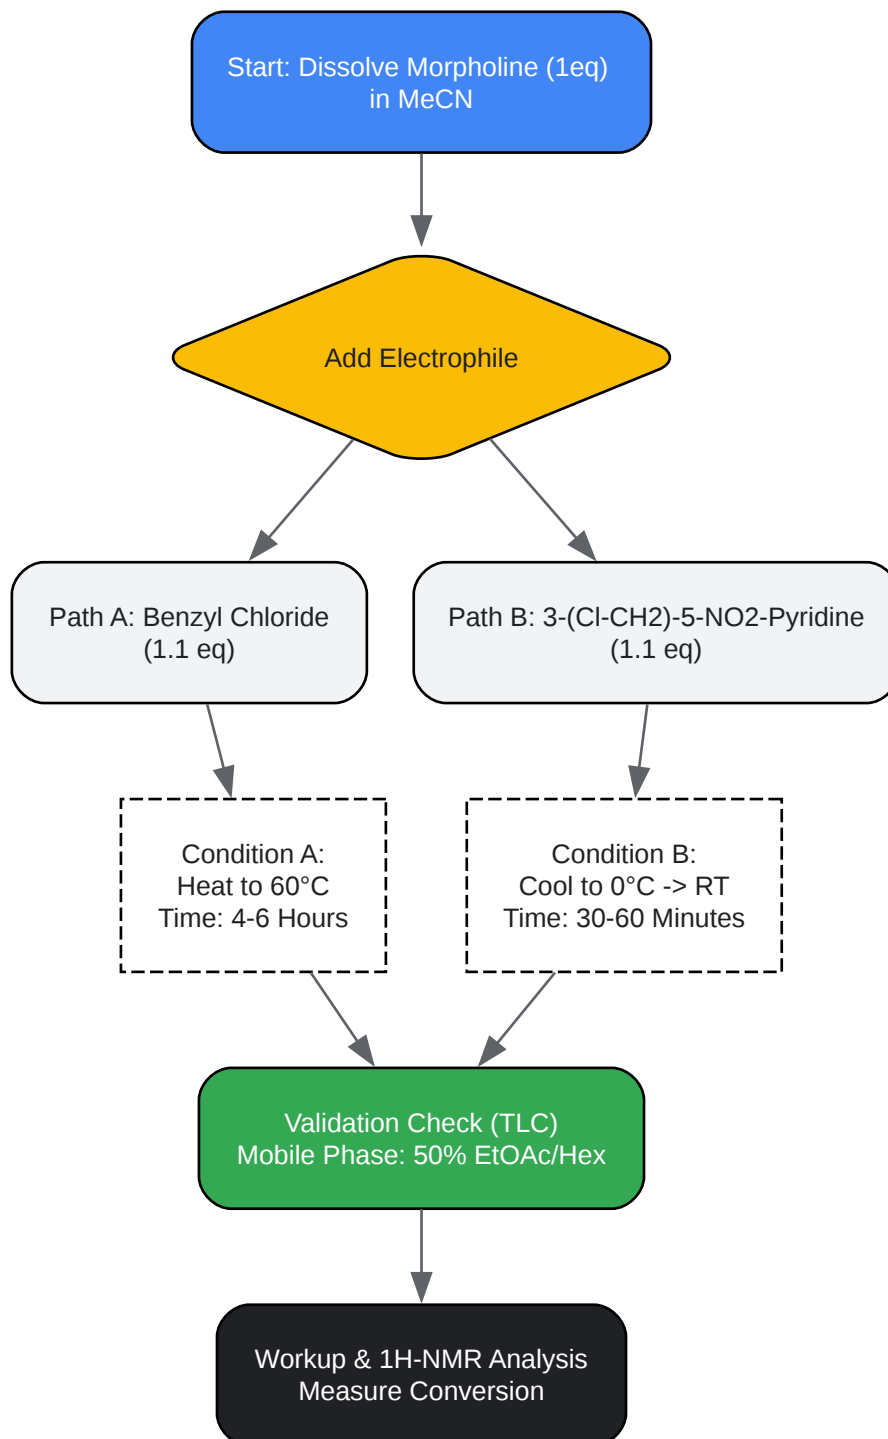 Start: Dissolve Morpholine (1eq)
in MeCN
Add Electrophile
Path A: Benzyl Chloride
(1.1 eq)
Path B: 3-(Cl-CH2)-5-NO2-Pyridine
(1.1 eq)
Condition A:
Heat to 60°C
Time: 4-6 Hours
Condition B:
Cool to 0°C -> RT
Time: 30-60 Minutes
Validation Check (TLC)
Mobile Phase: 50% EtOAc/Hex
Workup & 1H-NMR Analysis
Measure Conversion